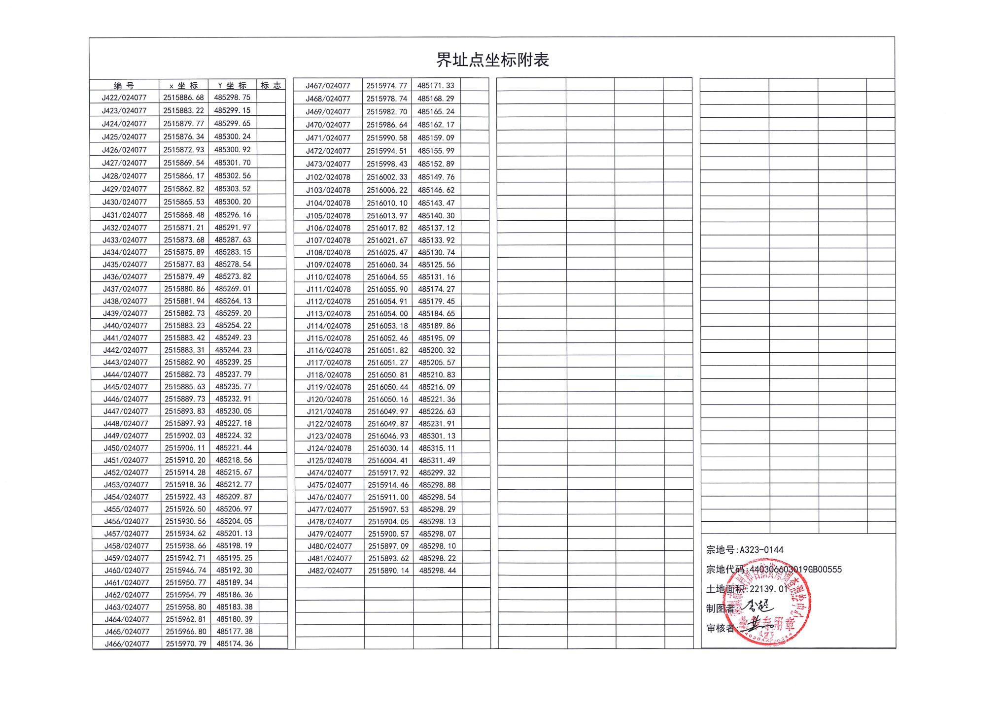 界址点坐标附表
编号 x坐标 Y坐标 标志
J422/024077 2515886.68 485298.75
J423/024077 2515883.22 485299.15
J424/024077 2515879.77 485299.65
J425/024077 2515876.34 485300.24
J426/024077 2515872.93 485300.92
J427/024077 2515869.54 485301.70
J428/024077 2515866.17 485302.56
J429/024077 2515862.82 485303.52
J430/024077 2515865.53 485300.20
J431/024077 2515868.48 485296.16
J432/024077 2515871.21 485291.97
J433/024077 2515873.68 485287.63
J434/024077 2515875.89 485283.15
J435/024077 2515877.83 485278.54
J436/024077 2515879.49 485273.82
J437/024077 2515880.86 485269.01
J438/024077 2515881.94 485264.13
J439/024077 2515882.73 485259.20
J440/024077 2515883.23 485254.22
J441/024077 2515883.42 485249.23
J442/024077 2515883.31 485244.23
J443/024077 2515882.90 485239.25
J444/024077 2515882.73 485237.79
J445/024077 2515885.63 485235.77
J446/024077 2515889.73 485232.91
J447/024077 2515893.83 485230.05
J448/024077 2515897.93 485227.18
J449/024077 2515902.03 485224.32
J450/024077 2515906.11 485221.44
J451/024077 2515910.20 485218.56
J452/024077 2515914.28 485215.67
J453/024077 2515918.36 485212.77
J454/024077 2515922.43 485209.87
J455/024077 2515926.50 485206.97
J456/024077 2515930.56 485204.05
J457/024077 2515934.62 485201.13
J458/024077 2515938.66 485198.19
J459/024077 2515942.71 485195.25
J460/024077 2515946.74 485192.30
J461/024077 2515950.77 485189.34
J462/024077 2515954.79 485186.36
J463/024077 2515958.80 485183.38
J464/024077 2515962.81 485180.39
J465/024077 2515966.80 485177.38
J466/024077 2515970.79 485174.36
J467/024077 2515974.77 485171.33
J468/024077 2515978.74 485168.29
J469/024077 2515982.70 485165.24
J470/024077 2515986.64 485162.17
J471/024077 2515990.58 485159.09
J472/024077 2515994.51 485155.99
J473/024077 2515998.43 485152.89
J102/024078 2516002.33 485149.76
J103/024078 2516006.22 485146.62
J104/024078 2516010.10 485143.47
J105/024078 2516013.97 485140.30
J106/024078 2516017.82 485137.12
J107/024078 2516021.67 485133.92
J108/024078 2516025.47 485130.74
J109/024078 2516060.34 485125.56
J110/024078 2516064.55 485131.16
J111/024078 2516055.90 485174.27
J112/024078 2516054.91 485179.45
J113/024078 2516054.00 485184.65
J114/024078 2516053.18 485189.86
J115/024078 2516052.46 485195.09
J116/024078 2516051.82 485200.32
J117/024078 2516051.27 485205.57
J118/024078 2516050.81 485210.83
J119/024078 2516050.44 485216.09
J120/024078 2516050.16 485221.36
J121/024078 2516049.97 485226.63
J122/024078 2516049.87 485231.91
J123/024078 2516046.93 485301.13
J124/024078 2516030.14 485315.11
J125/024078 2516004.41 485311.49
J474/024077 2515917.92 485299.32
J475/024077 2515914.46 485298.88
J476/024077 2515911.00 485298.54
J477/024077 2515907.53 485298.29
J478/024077 2515904.05 485298.13
J479/024077 2515900.57 485298.07
J480/024077 2515897.09 485298.10
J481/024077 2515893.62 485298.22
J482/024077 2515890.14 485298.44
宗地号:A323-0144
宗地代码:440306603019GB00555
土地面积:22139.01
制图者:
审核者: